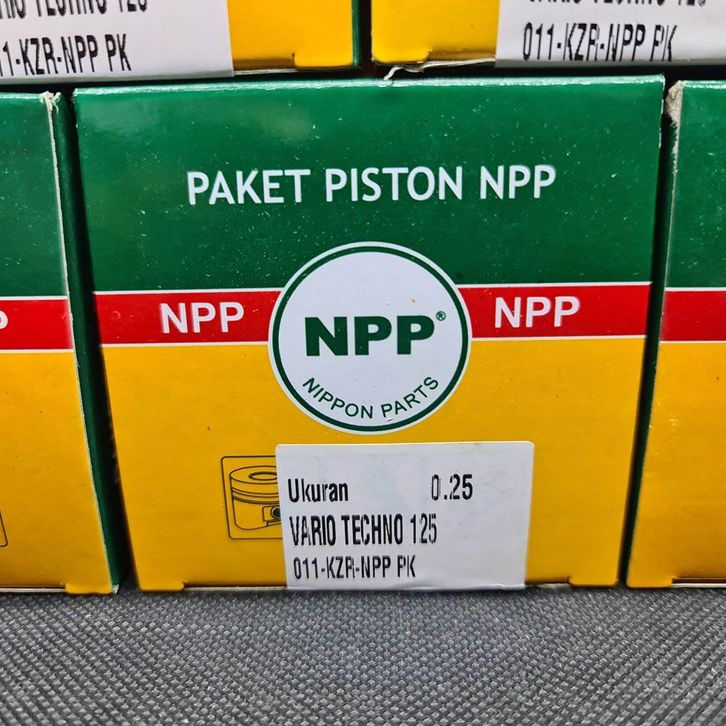 011-KZR-NPP PK
011-KZR-NPP PK
PAKET PISTON NPP
NPP
NPP®
NPP
NIPPON PARTS
Ukuran 0.25
VARIO TECHNO 125
011-KZR-NPP PK